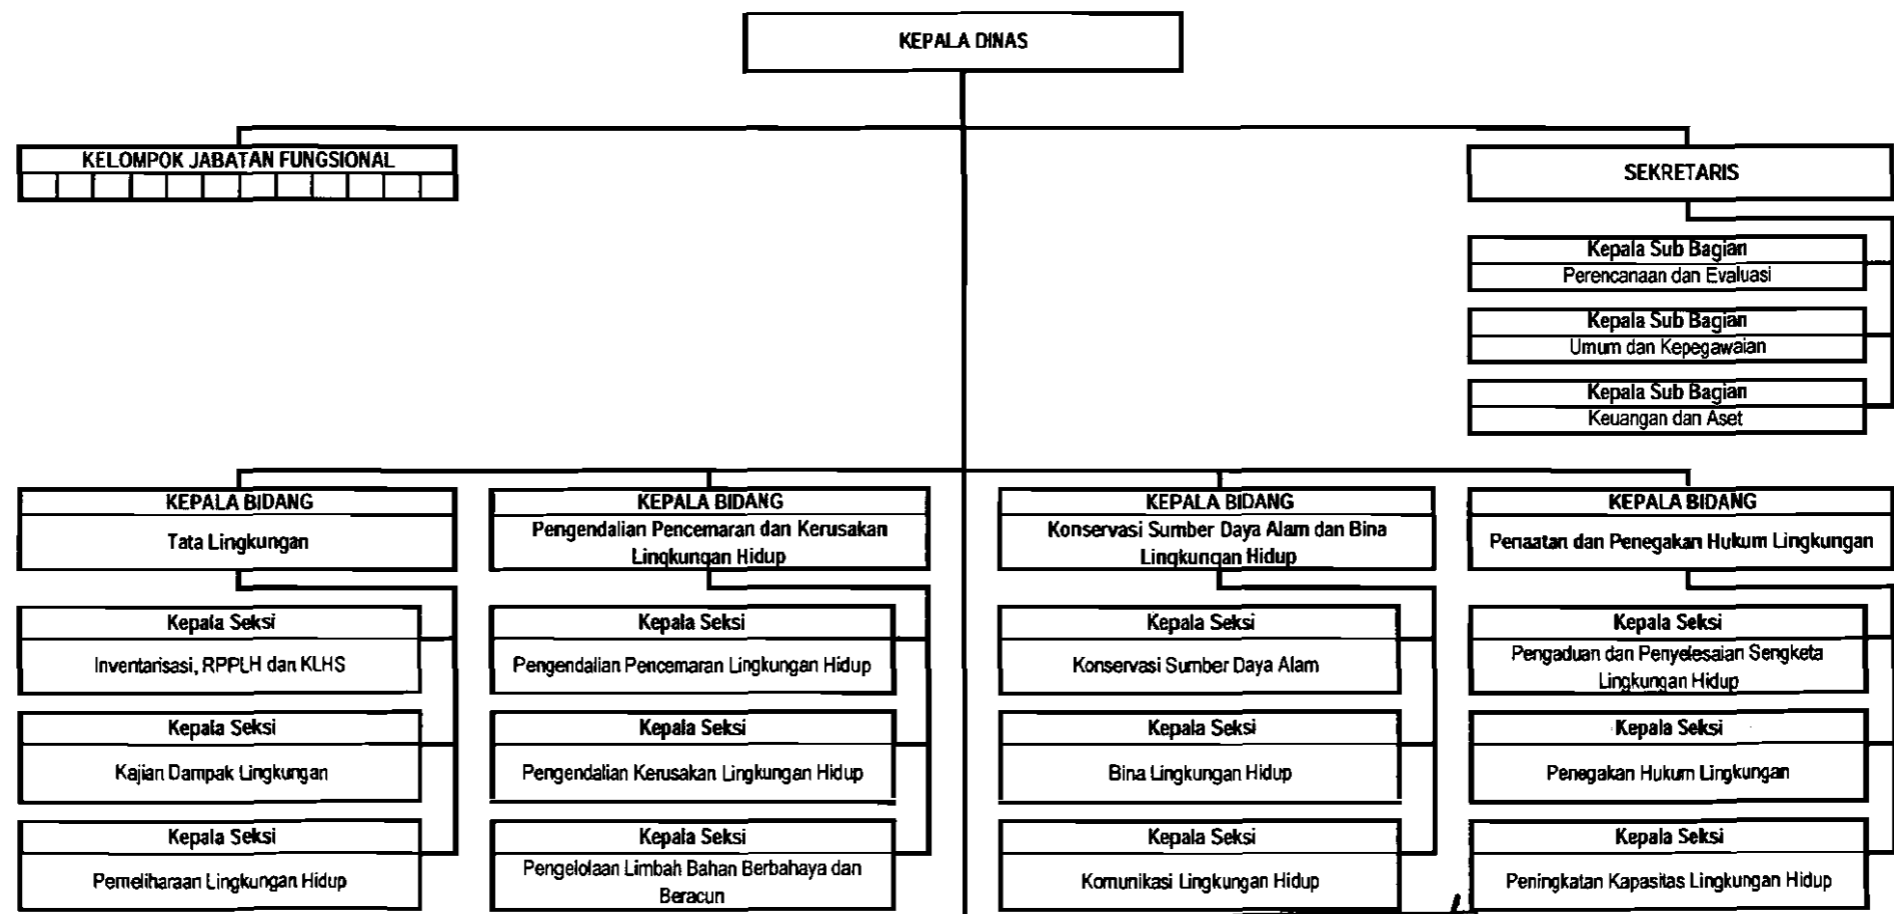 KEPALA DINAS
KELOMPOK JABATAN FUNGSIONAL
SEKRETARIS
Kepala Sub Bagian
Perencanaan dan Evaluasi
Kepala Sub Bagian
Umum dan Kepegawaian
Kepala Sub Bagian
Keuangan dan Aset
KEPALA BIDANG
Tata Lingkungan
KEPALA BIDANG
Pengendalian Pencemaran dan Kerusakan
Lingkungan Hidup
KEPALA BIDANG
Konservasi Sumber Daya Alam dan Bina
Lingkungan Hidup
KEPALA BIDANG
Penaatan dan Penegakan Hukum Lingkungan
Kepala Seksi
Inventarisasi, RPPLH dan KLHS
Kepala Seksi
Kajian Dampak Lingkungan
Kepala Seksi
Pemeliharaan Lingkungan Hidup
Kepala Seksi
Pengendalian Pencemaran Lingkungan Hidup
Kepala Seksi
Pengendalian Kerusakan Lingkungan Hidup
Kepala Seksi
Pengelolaan Limbah Bahan Berbahaya dan
Beracun
Kepala Seksi
Konservasi Sumber Daya Alam
Kepala Seksi
Bina Lingkungan Hidup
Kepala Seksi
Komunikasi Lingkungan Hidup
Kepala Seksi
Pengaduan dan Penyelesaian Sengketa
Lingkungan Hidup
Kepala Seksi
Penegakan Hukum Lingkungan
Kepala Seksi
Peningkatan Kapasitas Lingkungan Hidup